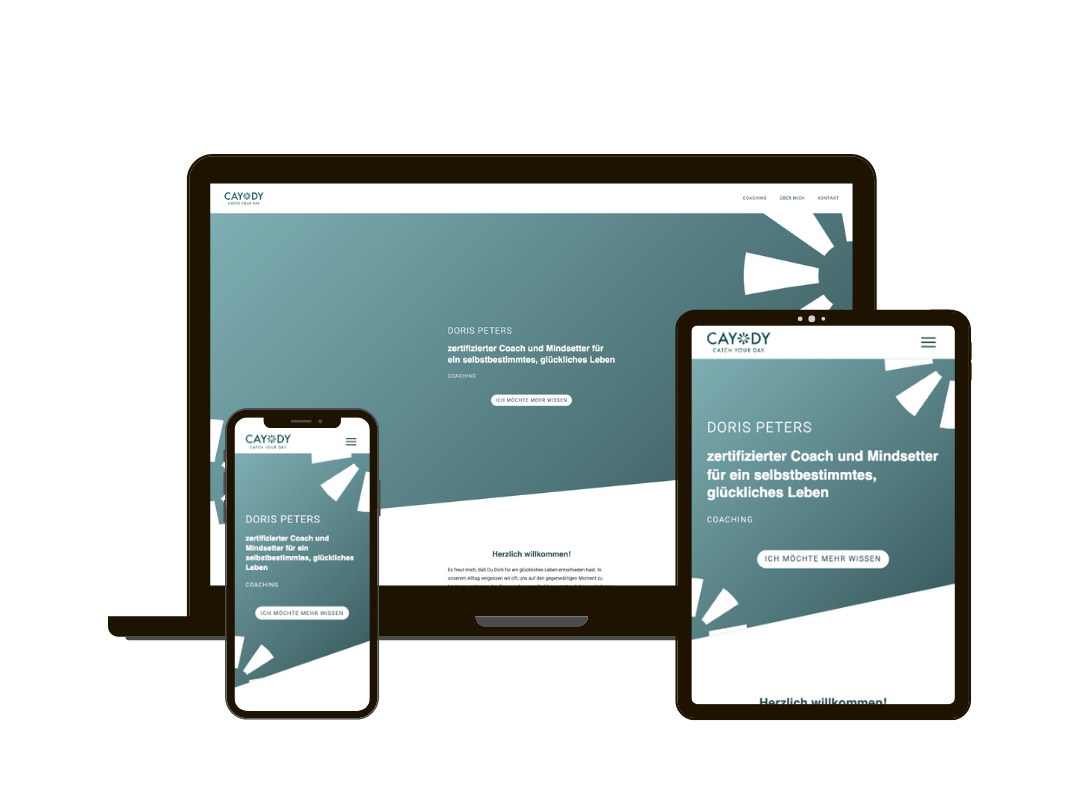 CAYDY
CATCH YOUR DAY
COACHING ÜBER MICH KONTAKT
DORIS PETERS
zertifizierter Coach und Mindsetter für
ein selbstbestimmtes, glückliches Leben
COACHING
ICH MÖCHTE MEHR WISSEN
Herzlich willkommen!
Es freut mich, daß Du Dich für ein glückliches Leben entschieden hast. In
unserem Alltag vergessen wir oft, uns auf den gegenwärtigen Moment zu
CAYDY
CATCH YOUR DAY
DORIS PETERS
zertifizierter Coach und
Mindsetter für ein
selbstbestimmtes, glückliches
Leben
COACHING
ICH MÖCHTE MEHR WISSEN
CAYDY
CATCH YOUR DAY
DORIS PETERS
zertifizierter Coach und Mindsetter
für ein selbstbestimmtes,
glückliches Leben
COACHING
ICH MÖCHTE MEHR WISSEN
Herzlich willkommen!